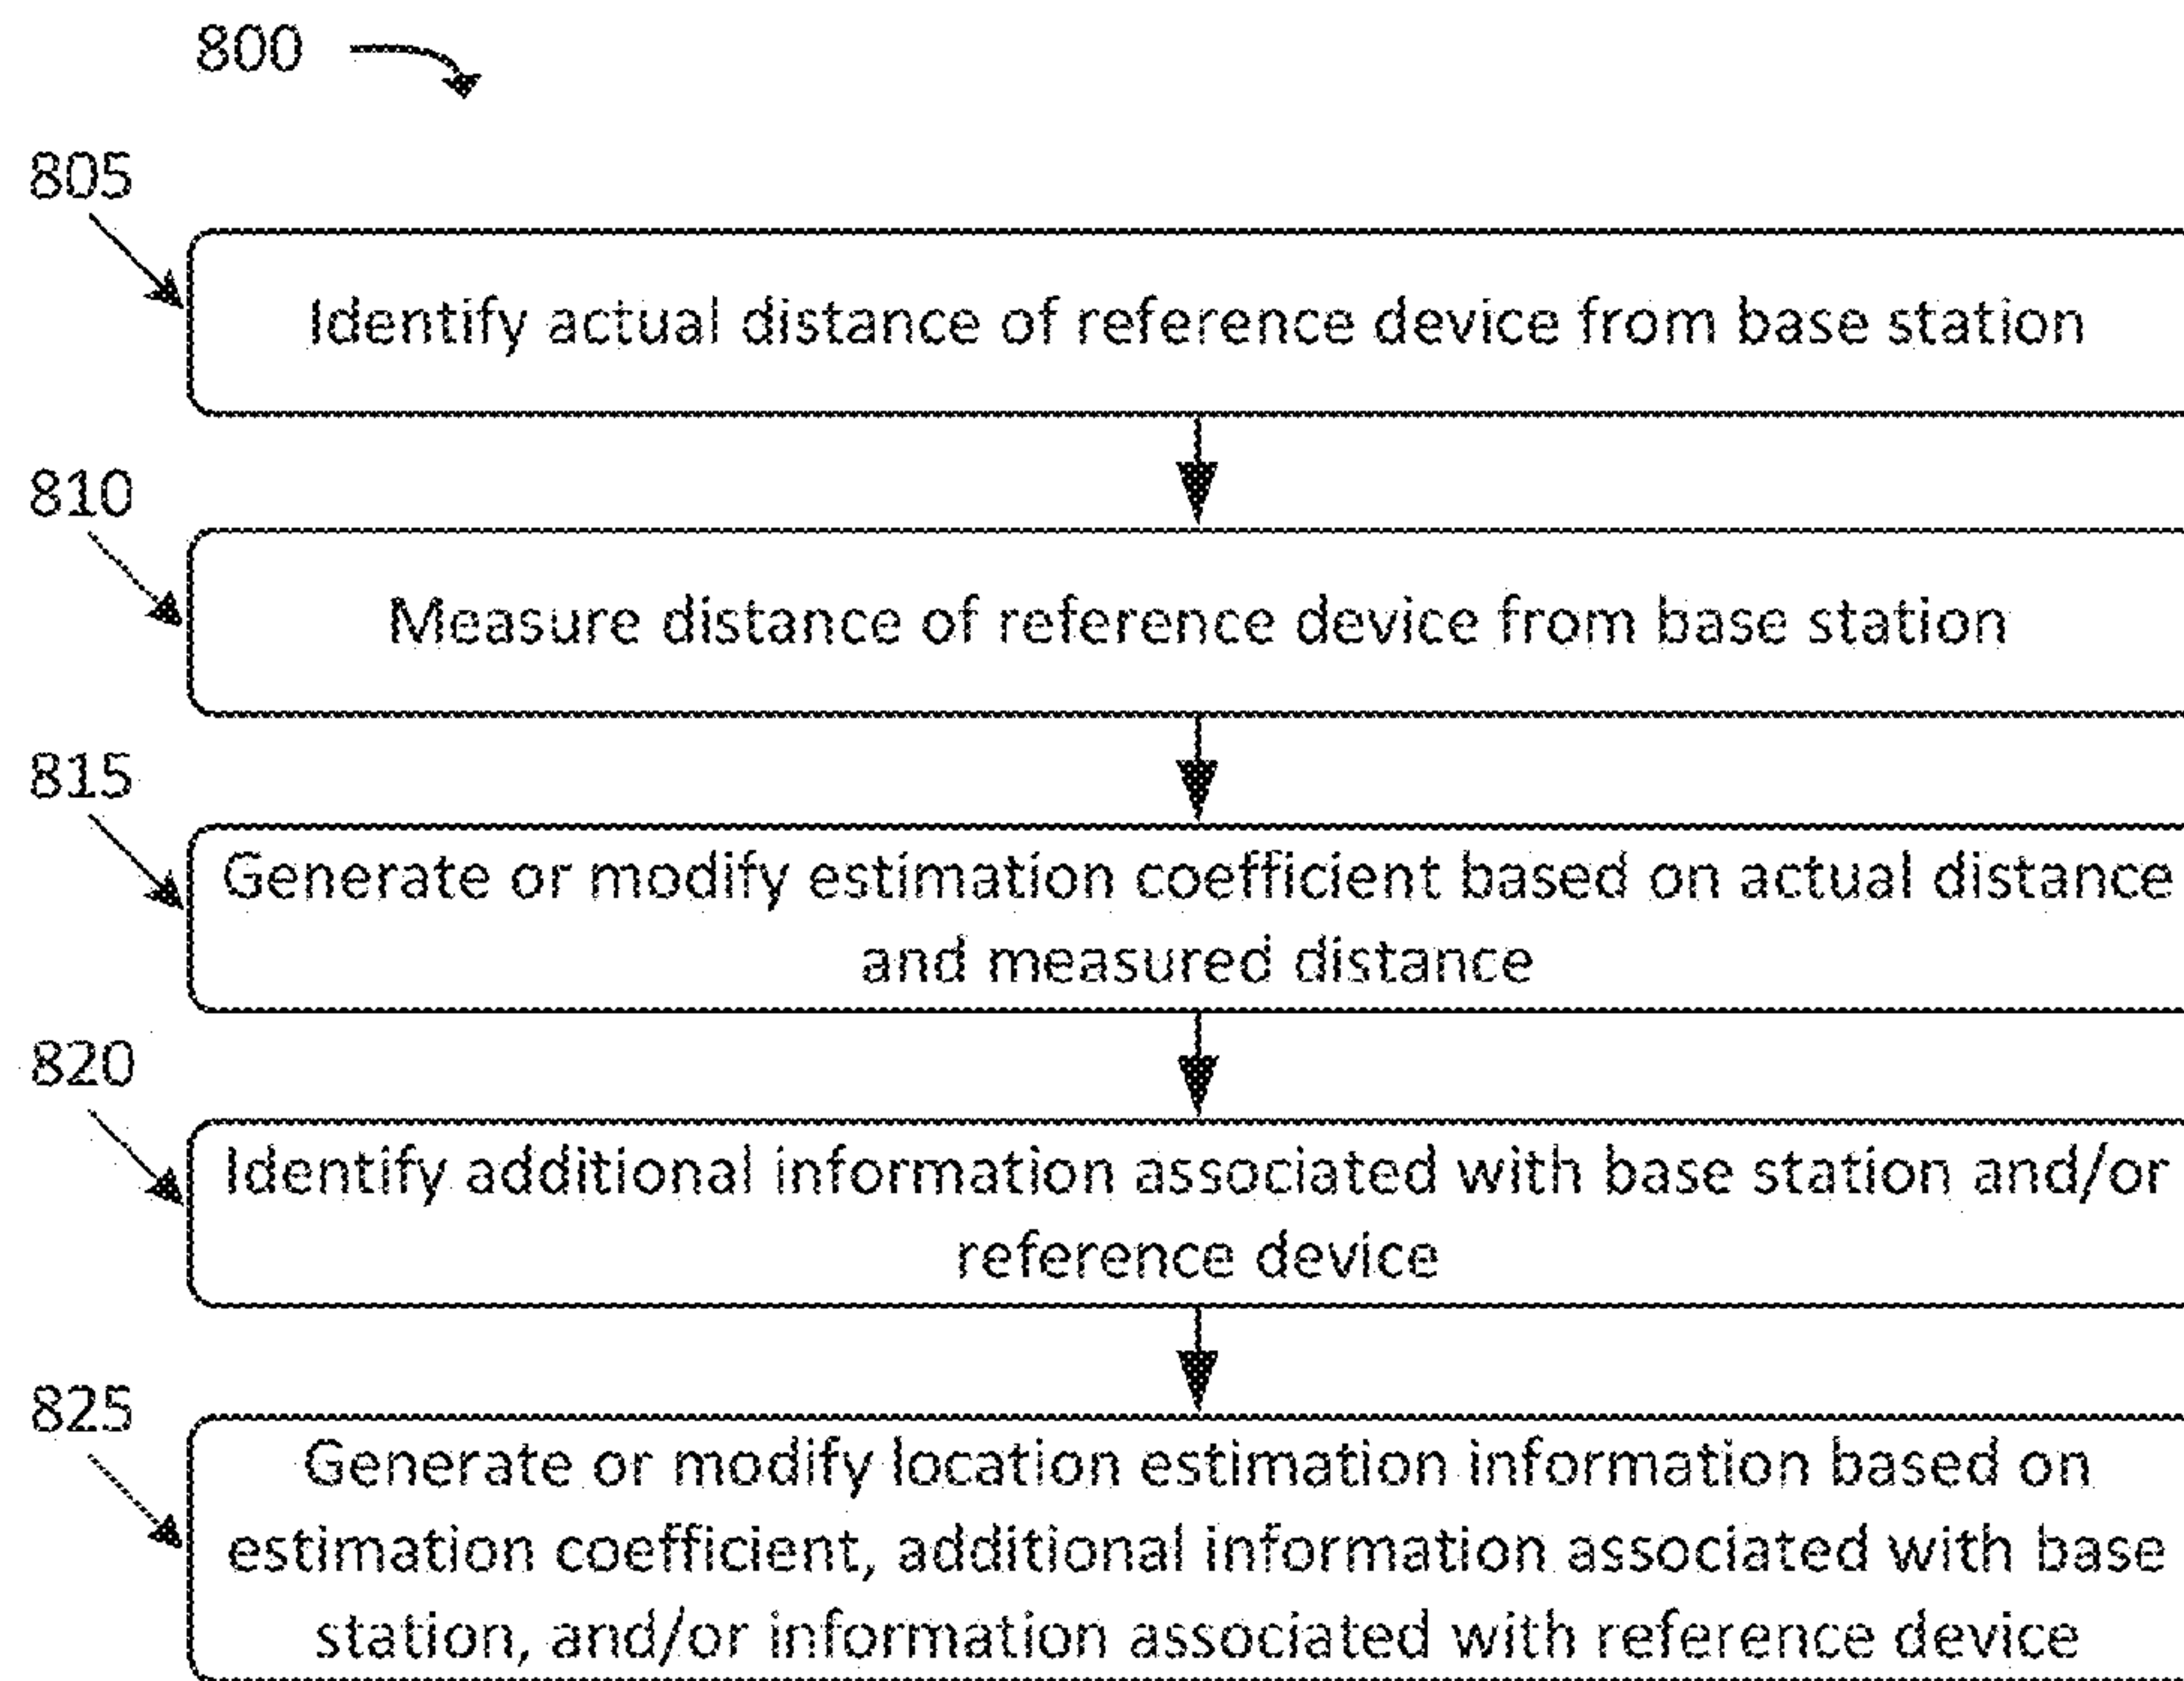 800
805
Identify actual distance of reference device from base station
810
Measure distance of reference device from base station
815
Generate or modify estimation coefficient based on actual distance
and measured distance
820
Identify additional information associated with base station and/or
reference device
825
Generate or modify location estimation information based on
estimation coefficient, additional information associated with base
station, and/or information associated with reference device